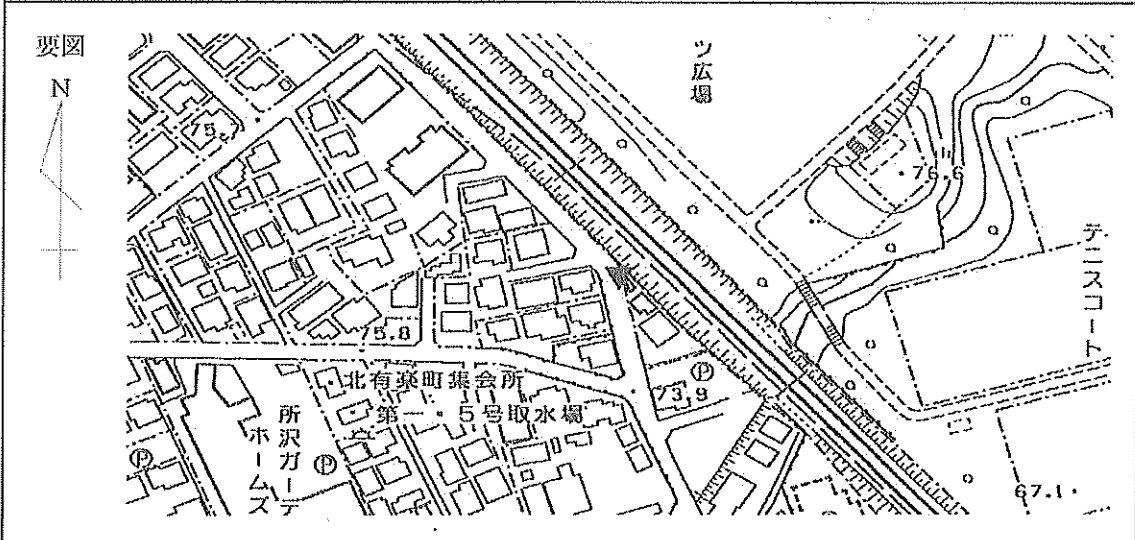 要図
N
ツ広場
75.7
76.6
テニスコート
75.8
北有楽町集会所
第一・5号取水場
73.9
P
所沢ガーデ
ホームズ
P
P
P
67.1